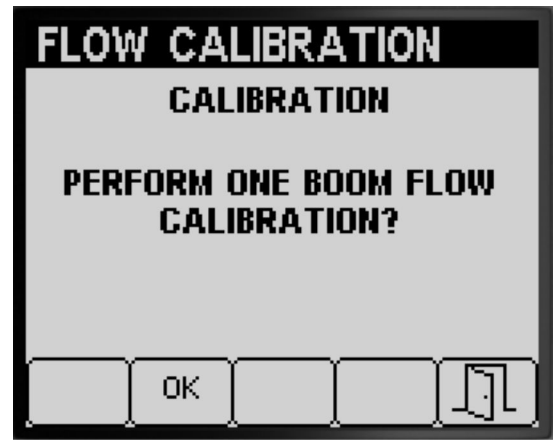 FLOW CALIBRATION
CALIBRATION
PERFORM ONE BOOM FLOW
CALIBRATION?
OK